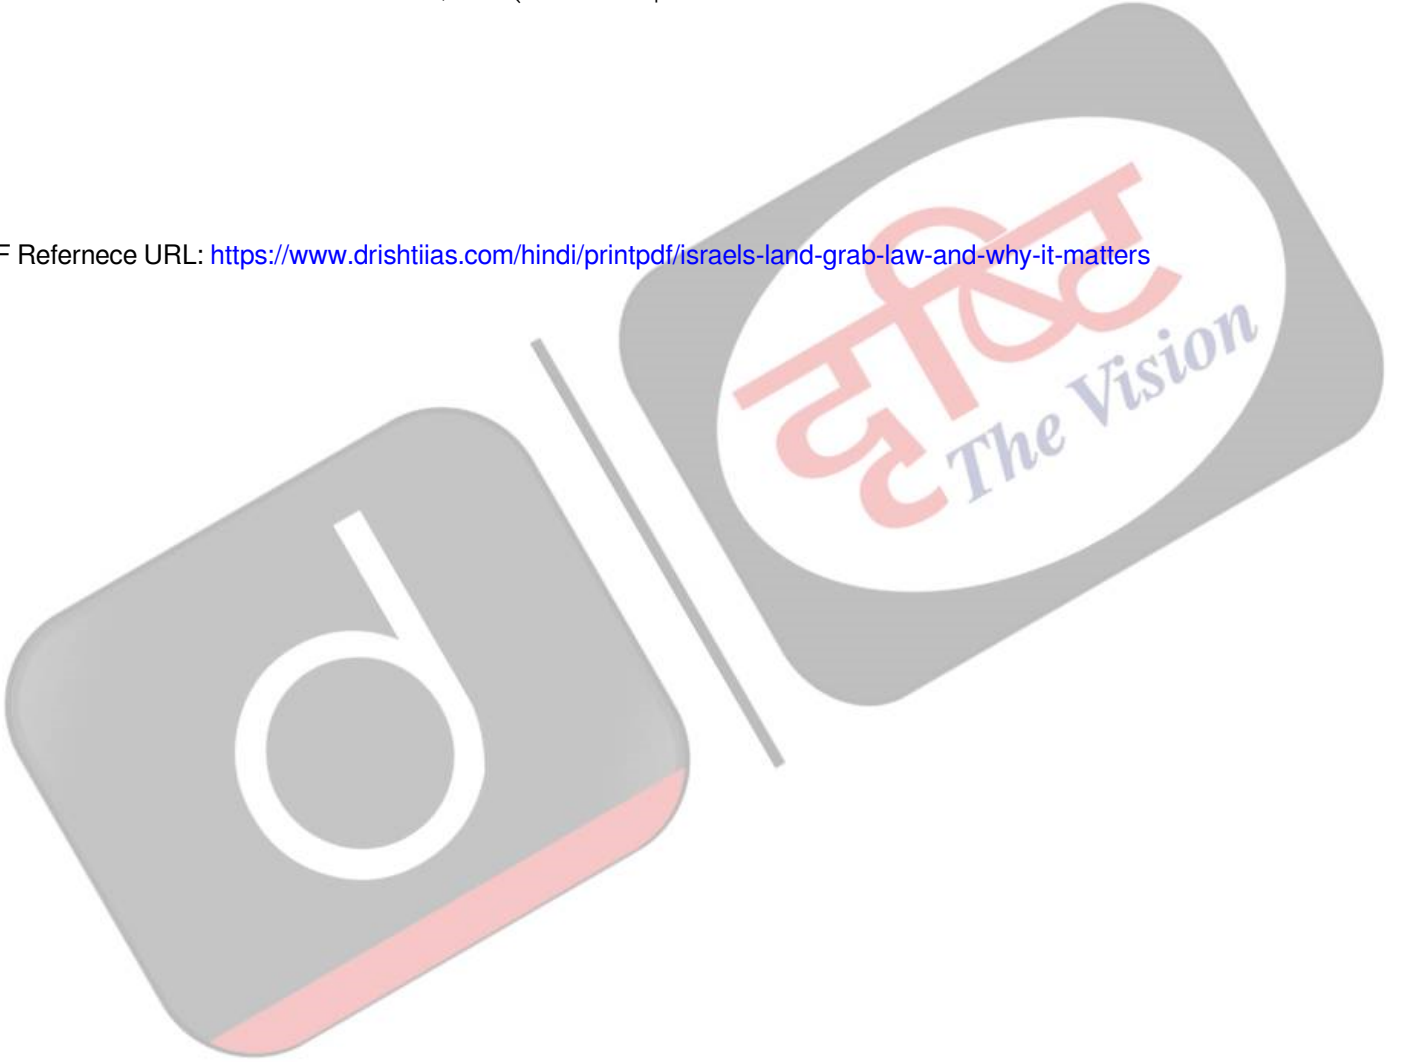 F Refernece URL: https://www.drishtiias.com/hindi/printpdf/israels-land-grab-law-and-why-it-matters
दृष्टि
The Vision
d